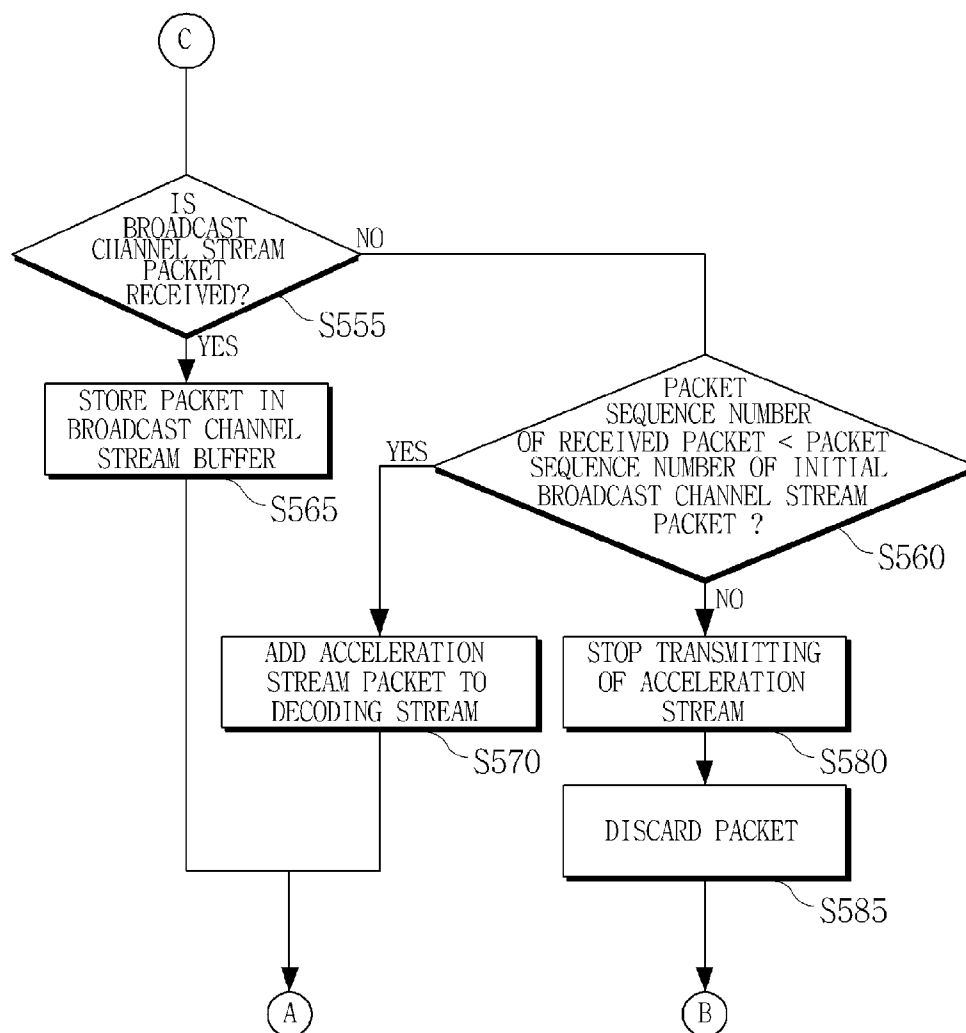 C
IS
BROADCAST
CHANNEL STREAM
PACKET
RECEIVED?
NO
S555
YES
STORE PACKET IN
BROADCAST CHANNEL
STREAM BUFFER
S565
PACKET
SEQUENCE NUMBER
OF RECEIVED PACKET < PACKET
SEQUENCE NUMBER OF INITIAL
BROADCAST CHANNEL STREAM
PACKET ?
YES
S560
NO
ADD ACCELERATION
STREAM PACKET TO
DECODING STREAM
S570
STOP TRANSMITTING
OF ACCELERATION
STREAM
S580
DISCARD PACKET
S585
A
B